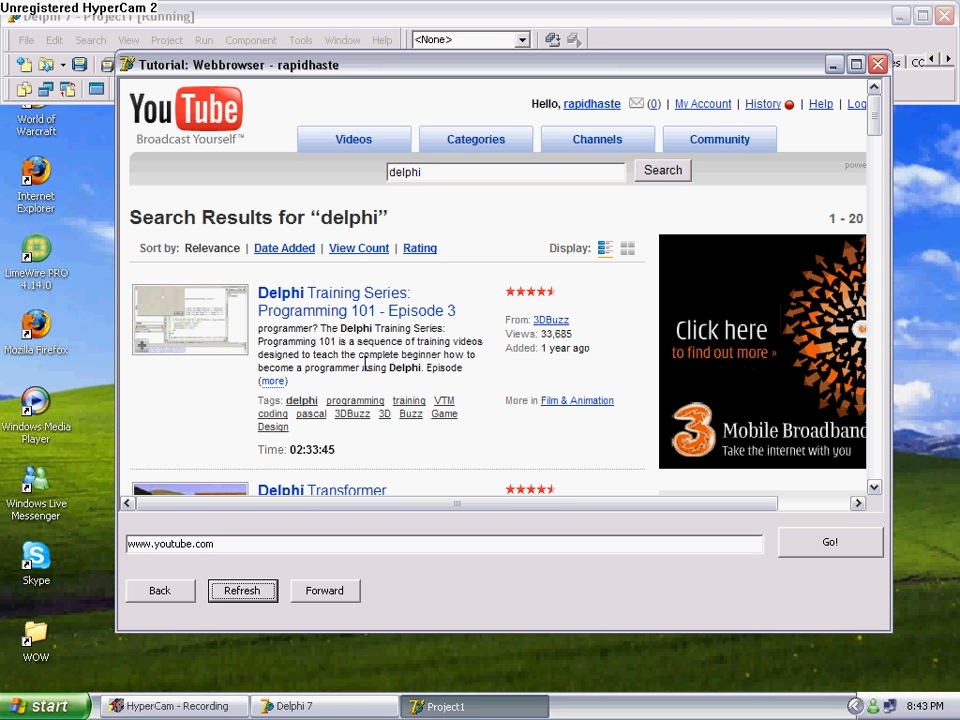 Unregistered HyperCam 2
Delphi 7 - Project1 [Running]
File Edit Search View Project Run Component Tools Window Help <None>
Tutorial: Webbrowser - rapidhaste
World of
Warcraft
Internet
Explorer
LimeWire PRO
4.14.0
Mozilla Firefox
Windows Media
Player
Windows Live
Messenger
Skype
WOW
You Tube
Broadcast Yourself™
Hello, rapidhaste (0) | My Account | History | Help | Log
Videos Categories Channels Community
delphi Search powe
Search Results for “delphi” 1 - 20
Sort by: Relevance | Date Added | View Count | Rating Display:
Delphi Training Series:
Programming 101 - Episode 3
programmer? The Delphi Training Series:
Programming 101 is a sequence of training videos
designed to teach the complete beginner how to
become a programmer using Delphi. Episode
(more)
Tags: delphi programming training VTM
coding pascal 3DBuzz 3D Buzz Game
Design
Time: 02:33:45
From: 3DBuzz
Views: 33,685
Added: 1 year ago
More in Film & Animation
Delphi Transformer
Click here
to find out more »
3 Mobile Broadband
Take the internet with you
www.youtube.com Go!
Back Refresh Forward
start HyperCam - Recording Delphi 7 Project1 8:43 PM